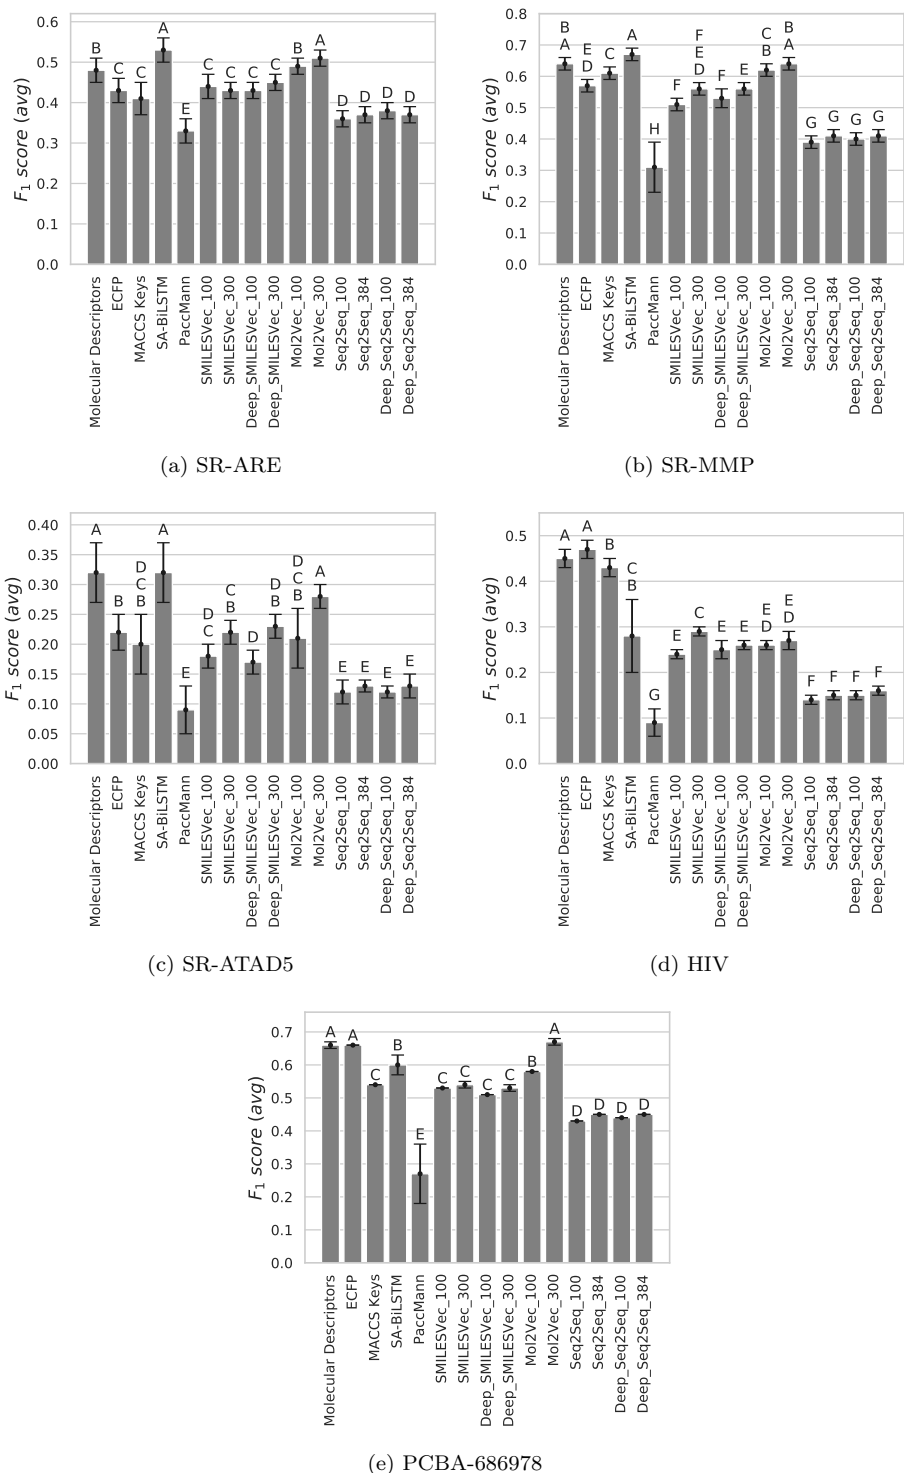 0.6
0.5
0.4
0.3
0.2
0.1
0.0
F1 score (avg)
B C C A E C C C C B A D D D D
Molecular Descriptors
ECFP
MACCS Keys
SA-BiLSTM
PaccMann
SMILESVec_100
SMILESVec_300
Deep_SMILESVec_100
Deep_SMILESVec_300
Mol2Vec_100
Mol2Vec_300
Seq2Seq_100
Seq2Seq_384
Deep_Seq2Seq_100
Deep_Seq2Seq_384
(a) SR-ARE
0.8
0.7
0.6
0.5
0.4
0.3
0.2
0.1
0.0
F1 score (avg)
B E F C B
A D C A H F E F E B A G G G G
D
Molecular Descriptors
ECFP
MACCS Keys
SA-BiLSTM
PaccMann
SMILESVec_100
SMILESVec_300
Deep_SMILESVec_100
Deep_SMILESVec_300
Mol2Vec_100
Mol2Vec_300
Seq2Seq_100
Seq2Seq_384
Deep_Seq2Seq_100
Deep_Seq2Seq_384
(b) SR-MMP
0.40
0.35
0.30
0.25
0.20
0.15
0.10
0.05
0.00
F1 score (avg)
D D C D D
A B C A E C B D B C A E E E E
B B
Molecular Descriptors
ECFP
MACCS Keys
SA-BiLSTM
PaccMann
SMILESVec_100
SMILESVec_300
Deep_SMILESVec_100
Deep_SMILESVec_300
Mol2Vec_100
Mol2Vec_300
Seq2Seq_100
Seq2Seq_384
Deep_Seq2Seq_100
Deep_Seq2Seq_384
(c) SR-ATAD5
0.5
0.4
0.3
0.2
0.1
0.0
F1 score (avg)
C E E
A A B B G E C E E D D F F F F
Molecular Descriptors
ECFP
MACCS Keys
SA-BiLSTM
PaccMann
SMILESVec_100
SMILESVec_300
Deep_SMILESVec_100
Deep_SMILESVec_300
Mol2Vec_100
Mol2Vec_300
Seq2Seq_100
Seq2Seq_384
Deep_Seq2Seq_100
Deep_Seq2Seq_384
(d) HIV
0.7
0.6
0.5
0.4
0.3
0.2
0.1
0.0
F1 score (avg)
A A C B E C C C C B A D D D D
Molecular Descriptors
ECFP
MACCS Keys
SA-BiLSTM
PaccMann
SMILESVec_100
SMILESVec_300
Deep_SMILESVec_100
Deep_SMILESVec_300
Mol2Vec_100
Mol2Vec_300
Seq2Seq_100
Seq2Seq_384
Deep_Seq2Seq_100
Deep_Seq2Seq_384
(e) PCBA-686978